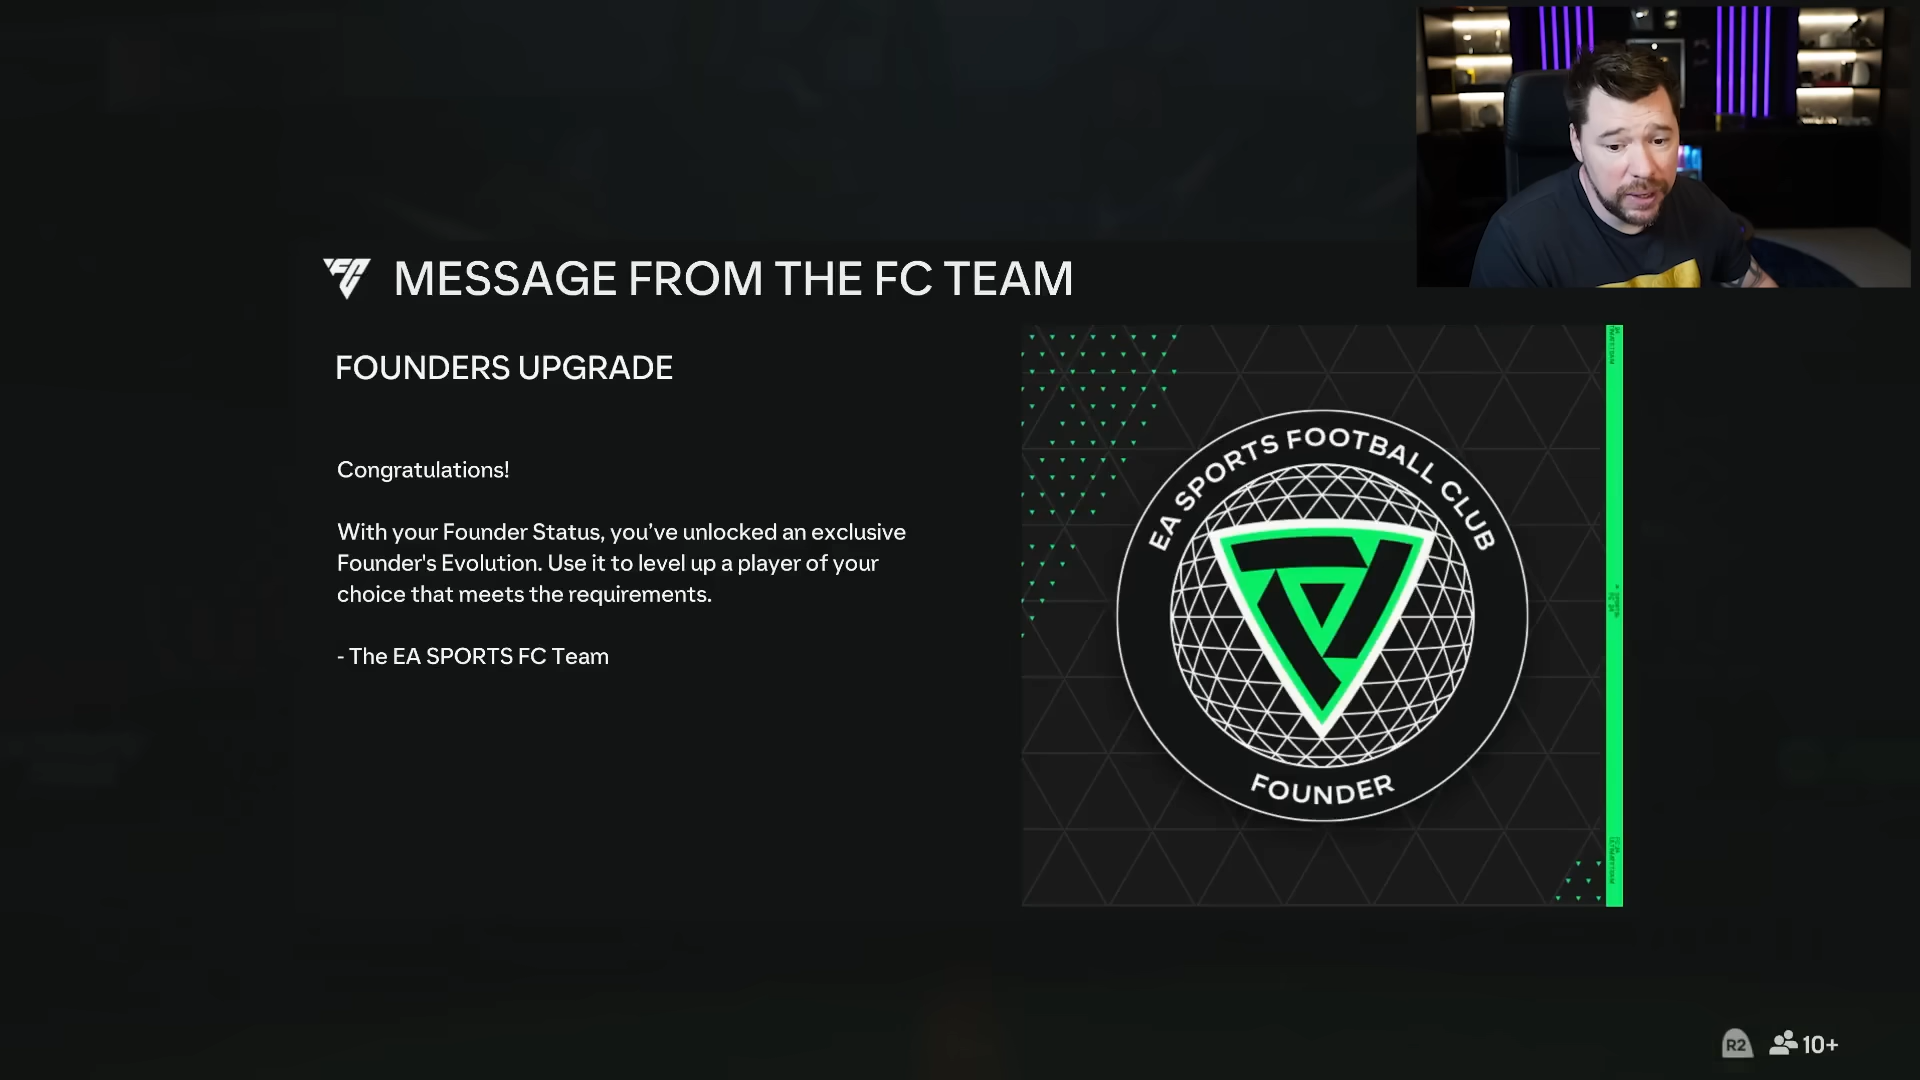 MESSAGE FROM THE FC TEAM
FOUNDERS UPGRADE
Congratulations!
With your Founder Status, you’ve unlocked an exclusive
Founder's Evolution. Use it to level up a player of your
choice that meets the requirements.
- The EA SPORTS FC Team
EA SPORTS FOOTBALL CLUB
FOUNDER
R2
10+